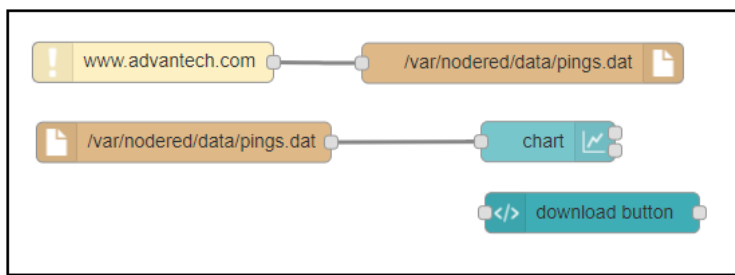 www.advantech.com
/var/nodered/data/pings.dat
/var/nodered/data/pings.dat
chart
</> download button